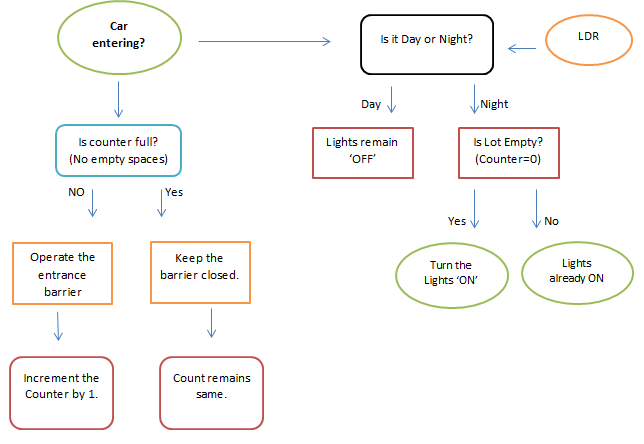 Car
entering?
Is it Day or Night?
LDR
Day
Night
Is counter full?
(No empty spaces)
Lights remain
‘OFF’
Is Lot Empty?
(Counter=0)
NO
Yes
Yes
No
Operate the
entrance
barrier
Keep the
barrier closed.
Turn the
Lights ‘ON’
Lights
already ON
Increment the
Counter by 1.
Count remains
same.